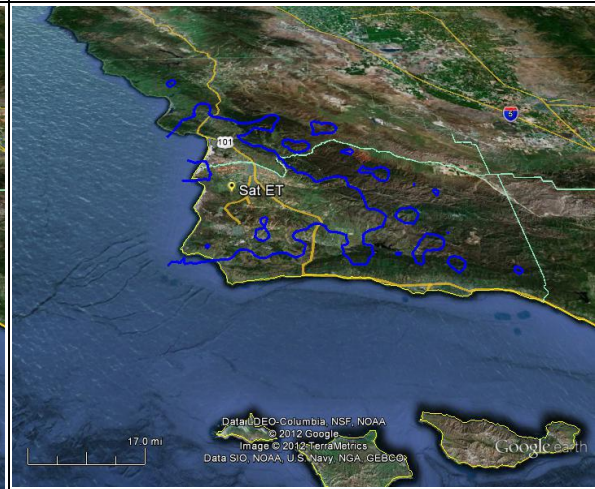 5
101
Sat ET
Data LDEO-Columbia, NSF, NOAA
© 2012 Google
Image © 2012 TerraMetrics
Data SIO, NOAA, U.S. Navy, NGA, GEBCO
17.0 mi
Google earth